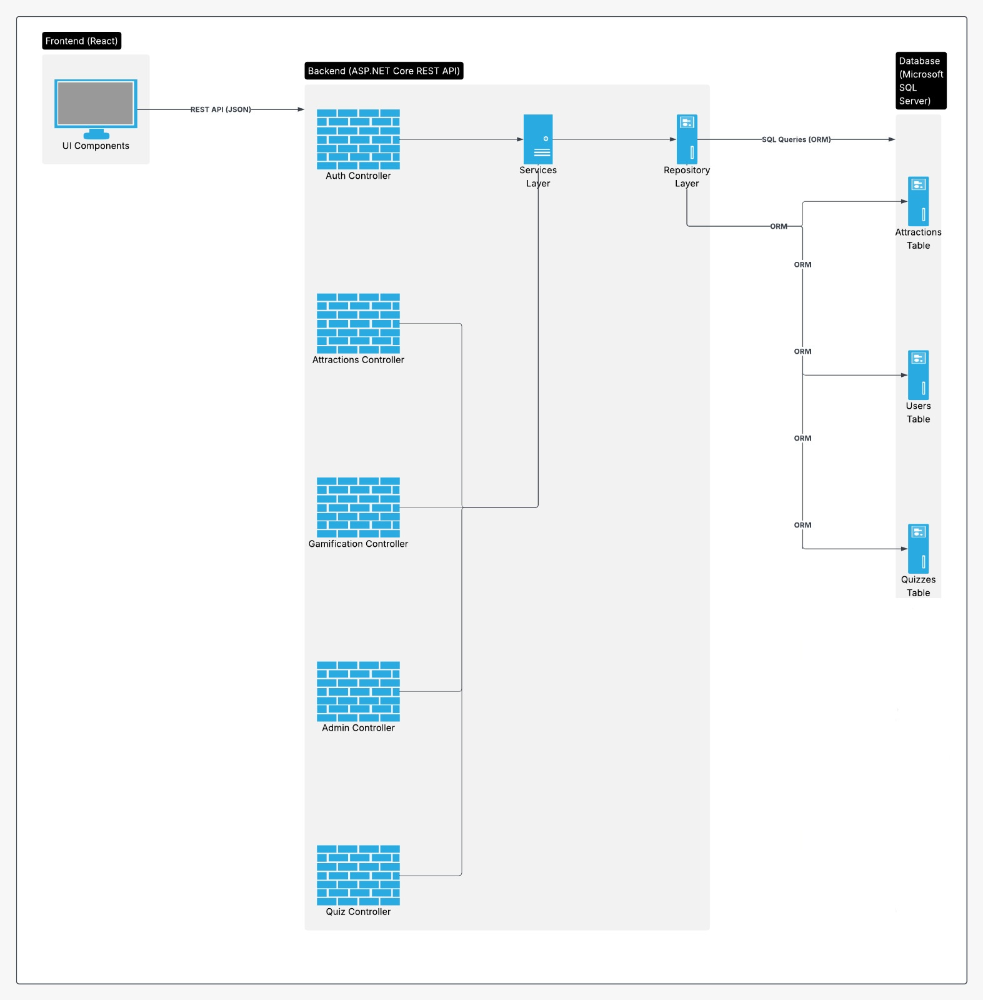 Frontend (React)
UI Components
REST API (JSON)
Backend (ASP.NET Core REST API)
Auth Controller
Services
Layer
Repository
Layer
SQL Queries (ORM)
Database
(Microsoft
SQL
Server)
ORM
Attractions
Table
ORM
ORM
Users
Table
ORM
ORM
Quizzes
Table
Attractions Controller
Gamification Controller
Admin Controller
Quiz Controller